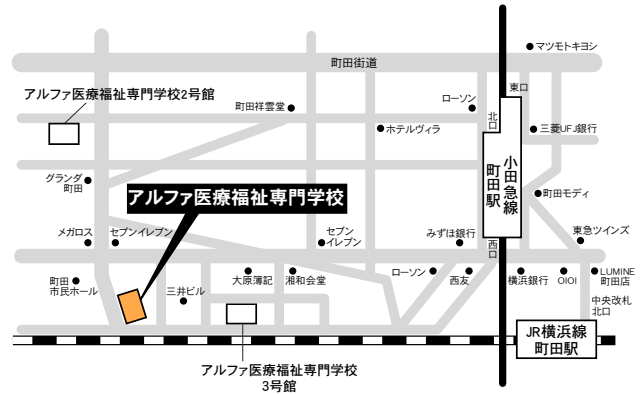 マツモトキヨシ
町田街道
東口
アルファ医療福祉専門学校2号館
町田祥雲堂
ローソン
北口
ホテルヴィラ
三菱UFJ銀行
小田急線
町田駅
グランダ
町田
アルファ医療福祉専門学校
町田モディ
メガロス
セブンイレブン
セブン
イレブン
みずほ銀行
西口
東急ツインズ
町田
市民ホール
三井ビル
大原簿記
湘和会堂
ローソン
西友
横浜銀行
OIOI
LUMINE
町田店
中央改札
北口
JR横浜線
町田駅
アルファ医療福祉専門学校
3号館